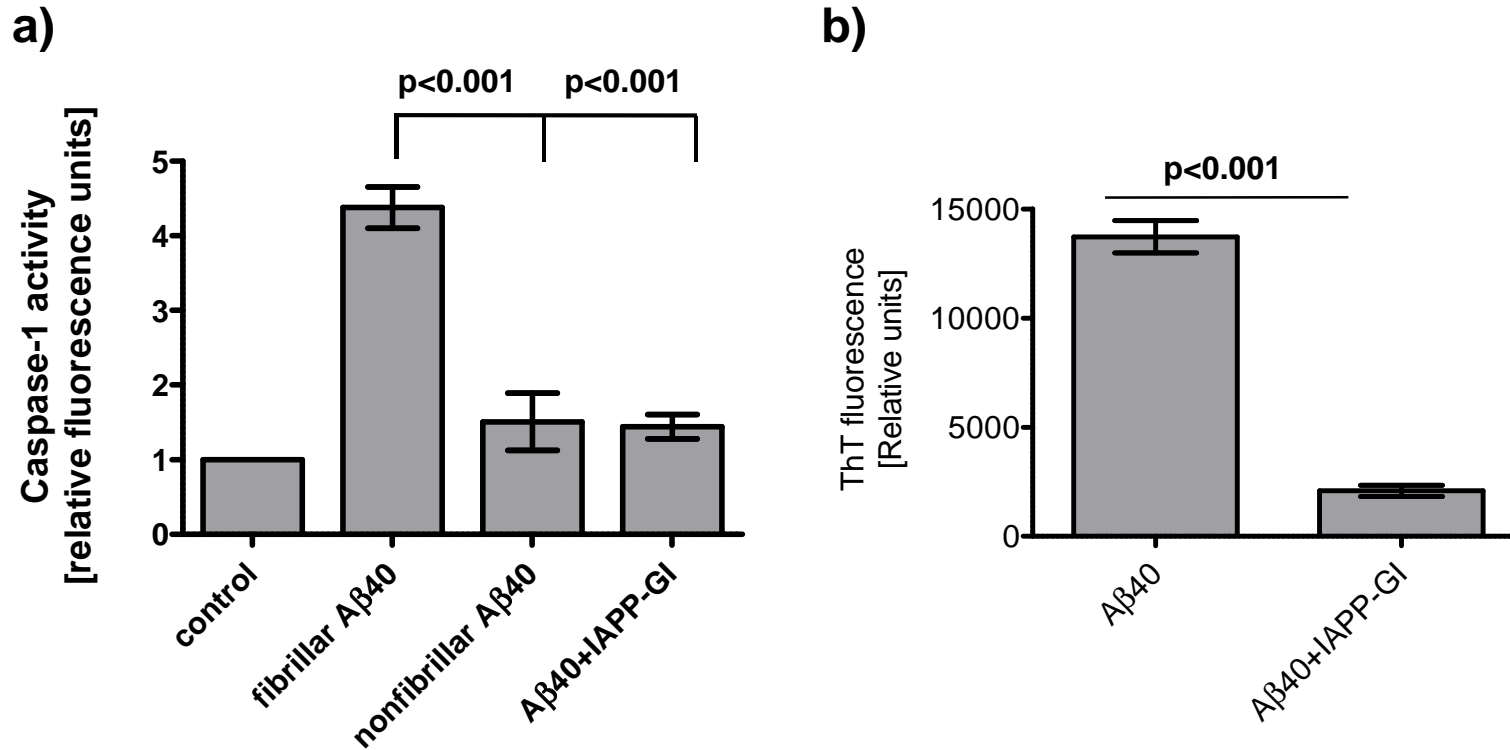 a)
p<0.001 p<0.001
Caspase-1 activity
[relative fluorescence units]
5
4
3
2
1
0
control
fibrillar Aβ40
nonfibrillar Aβ40
Aβ40+IAPP-GI
b)
p<0.001
ThT fluorescence
[Relative units]
15000
10000
5000
0
Aβ40
Aβ40+IAPP-GI